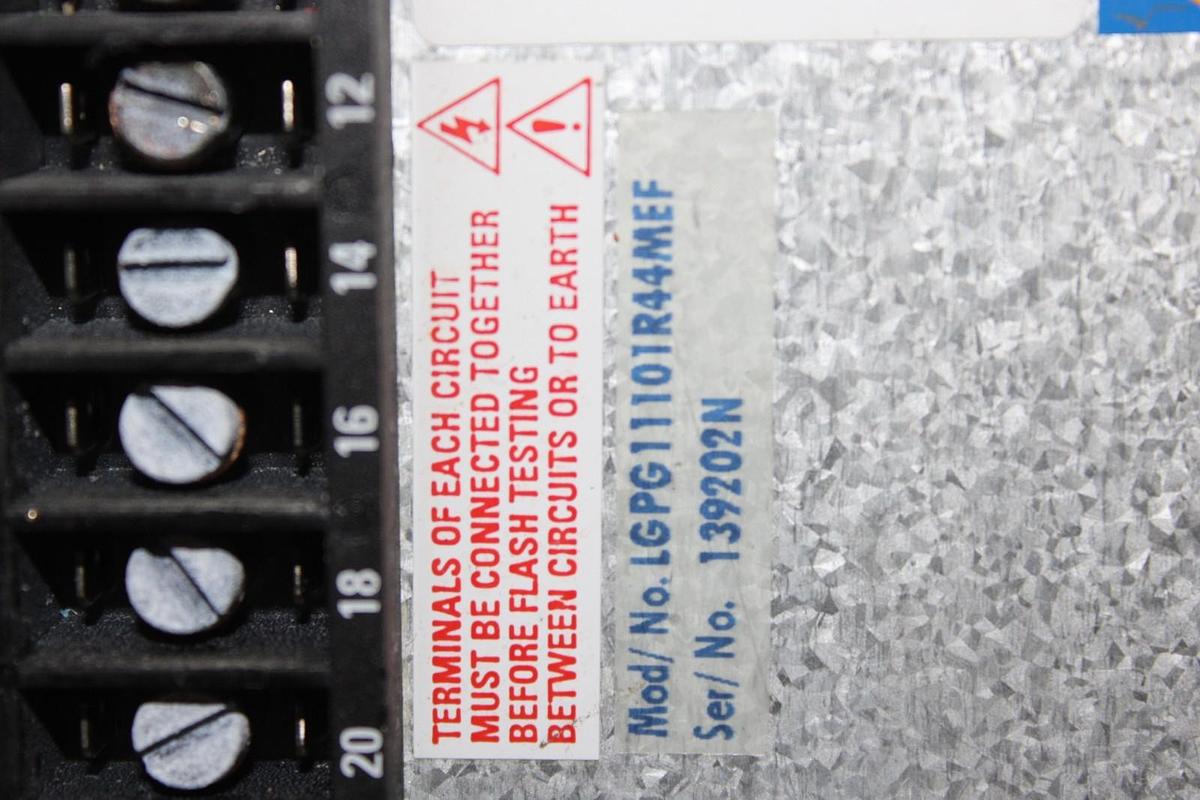 12
14
16
18
20
TERMINALS OF EACH CIRCUIT
MUST BE CONNECTED TOGETHER
BEFORE FLASH TESTING
BETWEEN CIRCUITS OR TO EARTH
Mod/ No. LGPG11101R44MEF
Ser/ No. 139202N